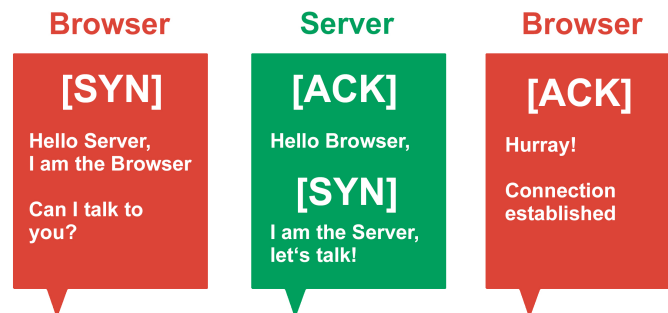 Browser
[SYN]
Hello Server,
I am the Browser
Can I talk to
you?
Server
[ACK]
Hello Browser,
[SYN]
I am the Server,
let‘s talk!
Browser
[ACK]
Hurray!
Connection
established